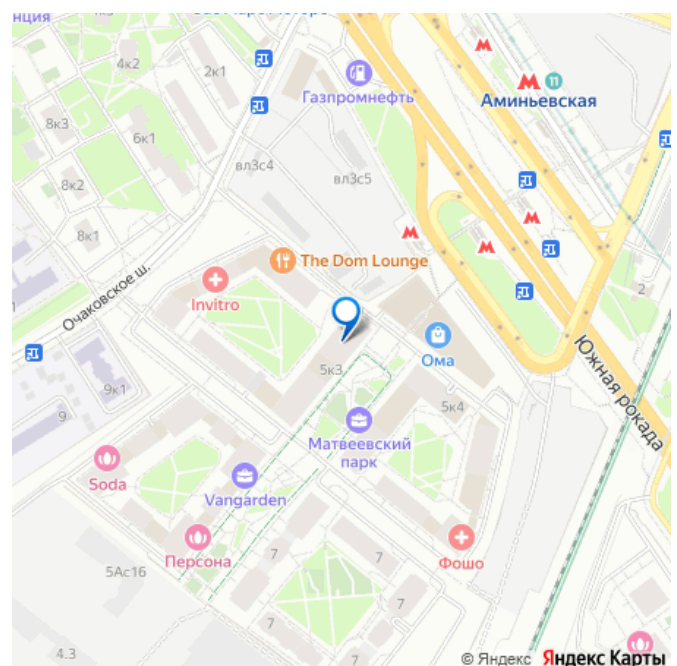 нция
4к2
2к1
Газпромнефть
М
М 11
Аминьевская
8к3
6к1
вл3с4
вл3с5
8к2
8к1
М
М
М
The Dom Lounge
Очаковское ш.
Invitro
2
Ома
Южная рокада
5к3
9к1
9
5к4
Матвеевский
парк
Soda
Vangarden
Персона
Фошо
7
7
7
7
5Ас16
4.3
© Яндекс Яндекс Карты